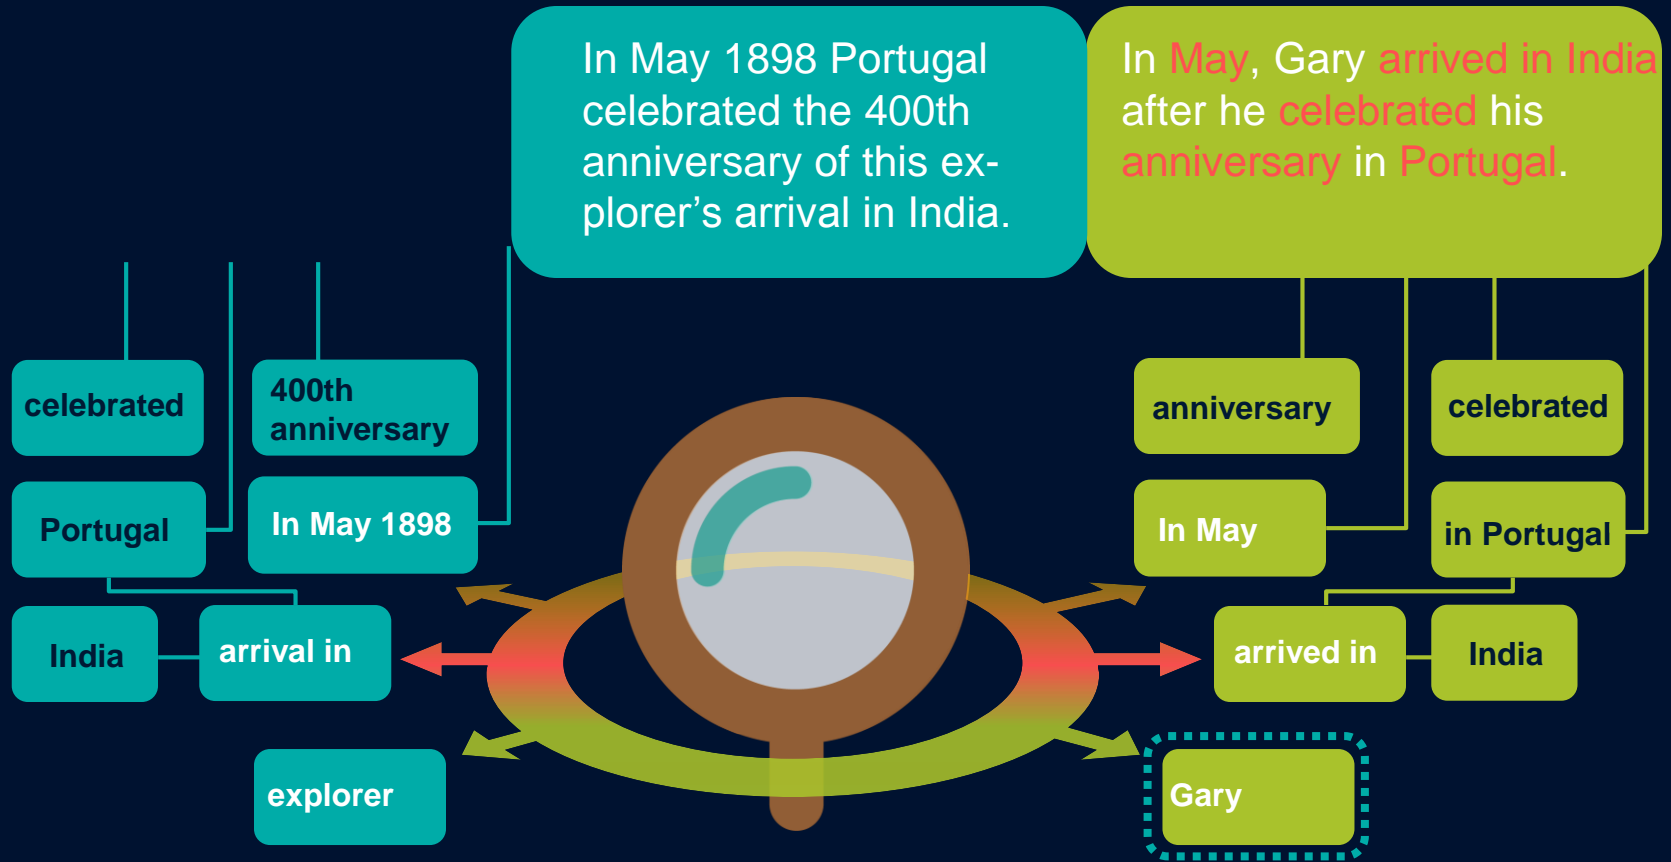 In May 1898 Portugal
celebrated the 400th
anniversary of this ex-
plorer’s arrival in India.
In May, Gary arrived in India
after he celebrated his
anniversary in Portugal.
celebrated
400th
anniversary
Portugal
In May 1898
India
arrival in
explorer
anniversary
celebrated
In May
in Portugal
arrived in
India
Gary